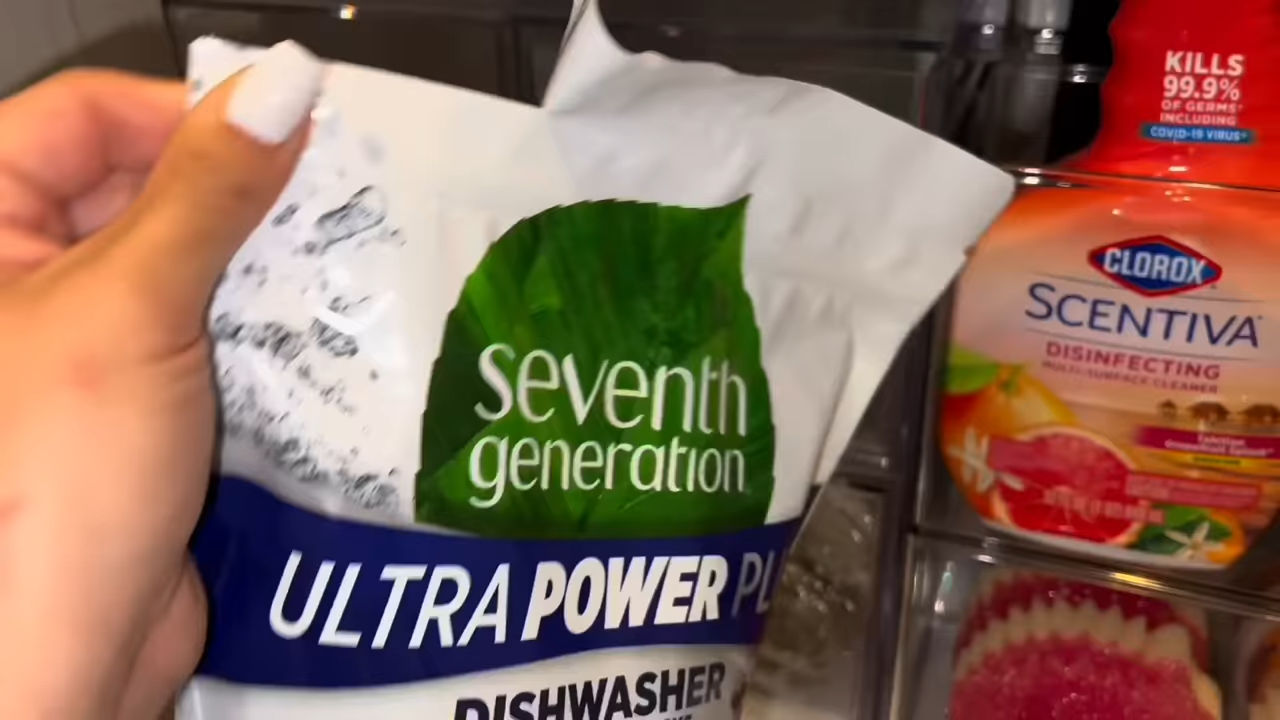 seventh
generation
ULTRA POWER PL
DISHWASHER
KILLS
99.9%
OF GERMS*
INCLUDING
COVID-19 VIRUS*
CLOROX
SCENTIVA
DISINFECTING
MULTI-SURFACE CLEANER